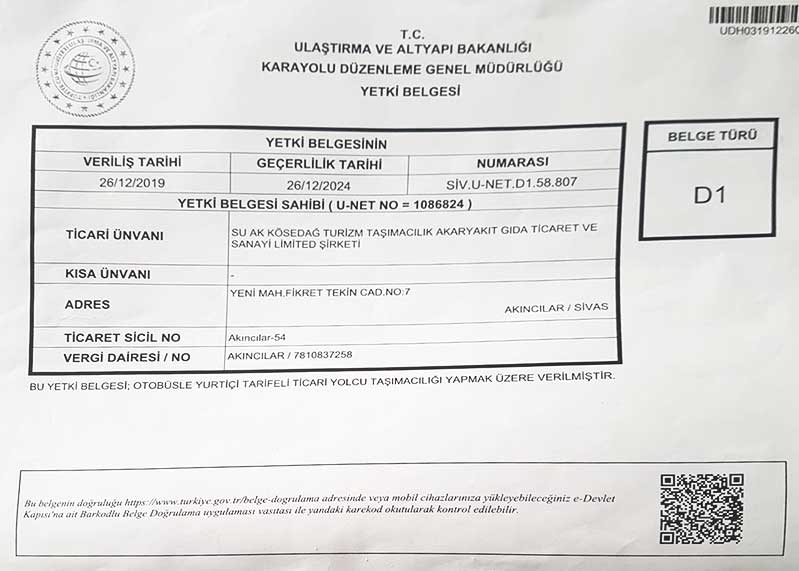 UDH03191226
T.C.
ULAŞTIRMA VE ALTYAPI BAKANLIĞI
KARAYOLU DÜZENLEME GENEL MÜDÜRLÜĞÜ
YETKİ BELGESİ
YETKİ BELGESİNİN
VERİLİŞ TARİHİ GEÇERLİLİK TARİHİ NUMARASI
26/12/2019 26/12/2024 SİV.U-NET.D1.58.807
BELGE TÜRÜ
D1
YETKİ BELGESİ SAHİBİ ( U-NET NO = 1086824 )
TİCARİ ÜNVANI SU AK KÖSEDAĞ TURİZM TAŞIMACILIK AKARYAKIT GIDA TİCARET VE
SANAYİ LİMİTED ŞİRKETİ
KISA ÜNVANI -
ADRES YENİ MAH.FİKRET TEKİN CAD.NO:7
AKINCILAR / SİVAS
TİCARET SİCİL NO Akıncılar-54
VERGİ DAİRESİ / NO AKINCILAR / 7810837258
BU YETKİ BELGESİ; OTOBÜSLE YURTİÇİ TARİFELİ TİCARİ YOLCU TAŞIMACILIĞI YAPMAK ÜZERE VERİLMİŞTİR.
Bu belgenin doğruluğu https://www.turkiye.gov.tr/belge-dogrulama adresinde veya mobil cihazlarınıza yükleyebileceğiniz e-Devlet
Kapısı'na ait Barkodlu Belge Doğrulama uygulaması vasıtası ile yandaki karekod okutularak kontrol edilebilir.